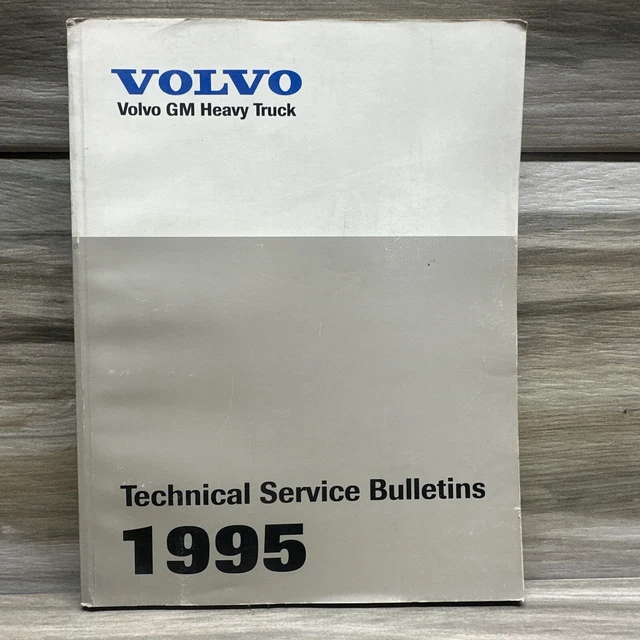 VOLVO
Volvo GM Heavy Truck
Technical Service Bulletins
1995